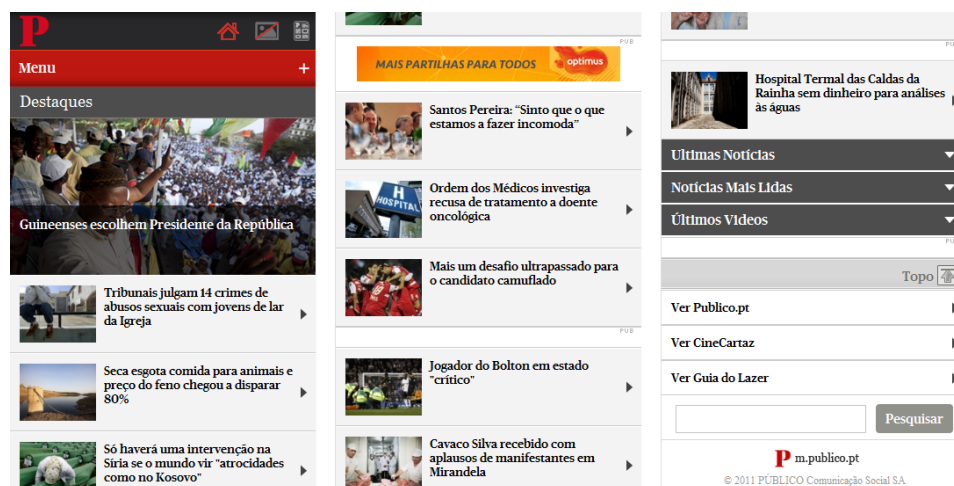 P
Menu +
Destaques
Guineenses escolhem Presidente da República
Tribunais julgam 14 crimes de
abusos sexuais com jovens de lar
da Igreja
Seca esgota comida para animais e
preço do feno chegou a disparar
80%
Só haverá uma intervenção na
Síria se o mundo vir "atrocidades
como no Kosovo"
PUB
MAIS PARTILHAS PARA TODOS
optimus
Santos Pereira: “Sinto que o que
estamos a fazer incomoda”
H
HOSPITAL
Ordem dos Médicos investiga
recusa de tratamento a doente
oncológica
Mais um desafio ultrapassado para
o candidato camuflado
PUB
Jogador do Bolton em estado
"crítico"
Cavaco Silva recebido com
aplausos de manifestantes em
Mirandela
PU
Hospital Termal das Caldas da
Rainha sem dinheiro para análises
às águas
Ultimas Notícias
Notícias Mais Lidas
Últimos Videos
PU
Topo
Ver Publico.pt
Ver CineCartaz
Ver Guia do Lazer
Pesquisar
P m.publico.pt
© 2011 PÚBLICO Comunicação Social SA